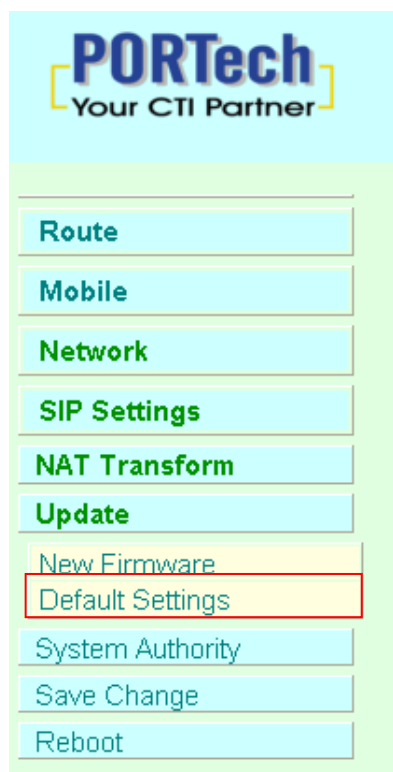 PORTech
Your CTI Partner
Route
Mobile
Network
SIP Settings
NAT Transform
Update
New Firmware
Default Settings
System Authority
Save Change
Reboot